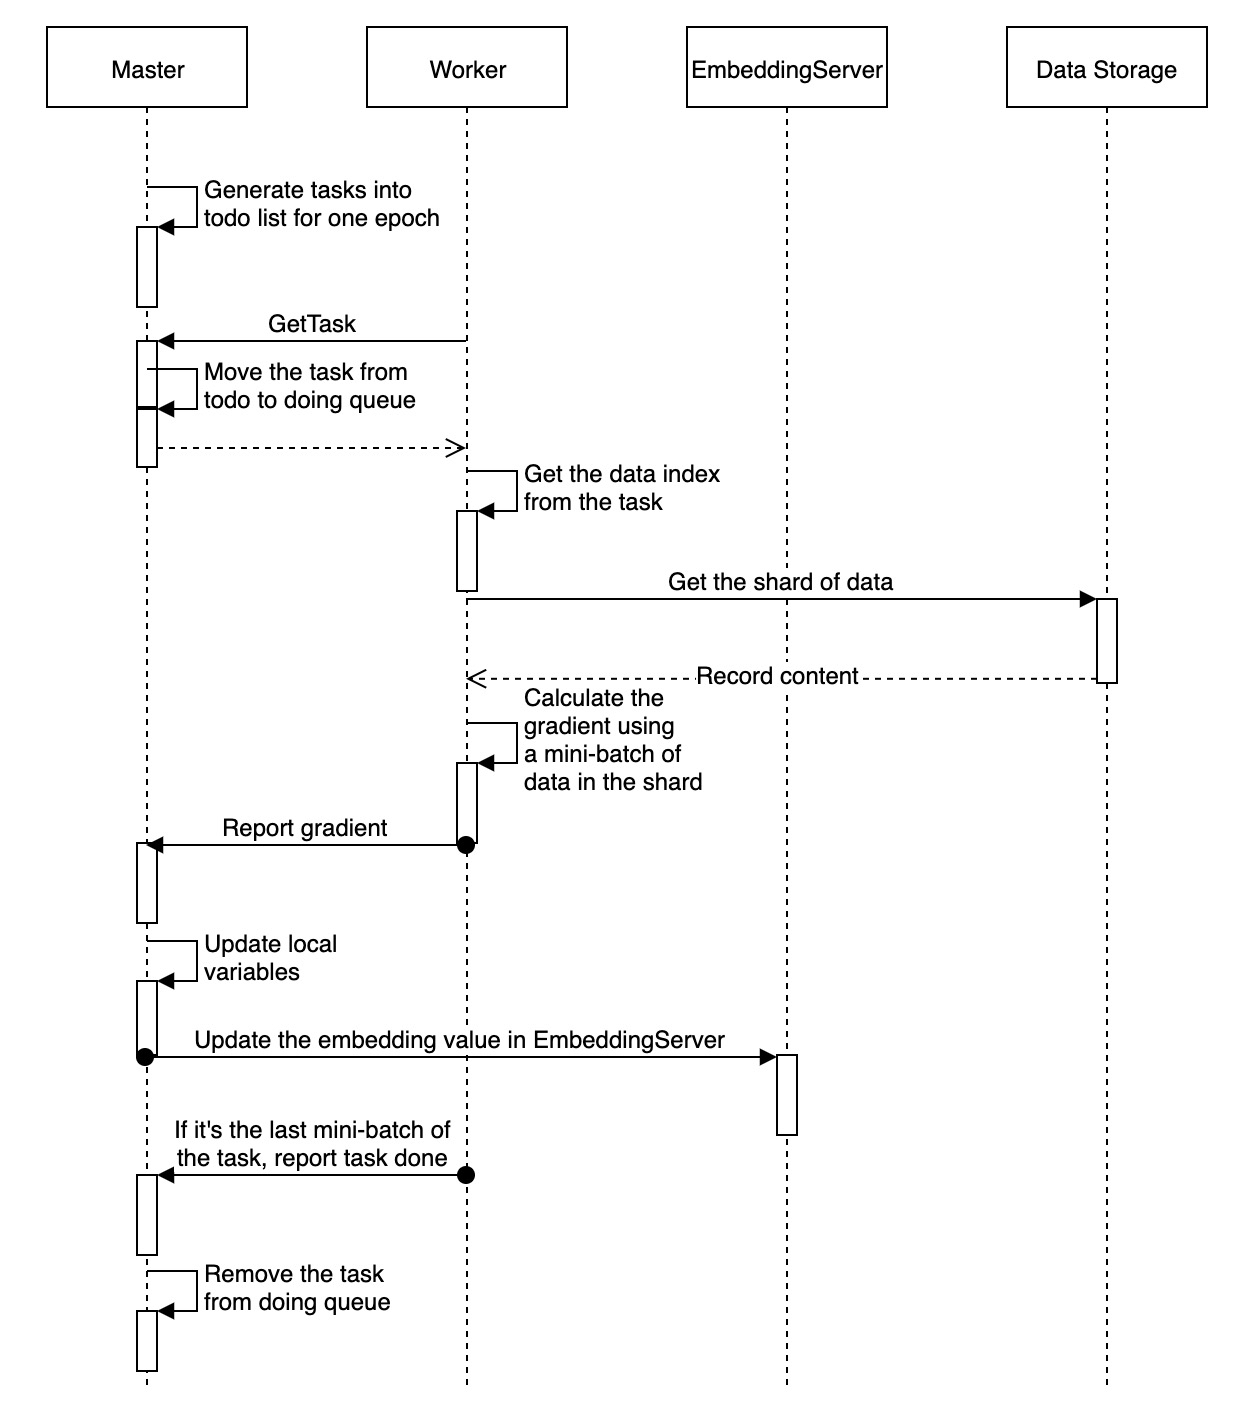 Master
Worker
EmbeddingServer
Data Storage
Generate tasks into
todo list for one epoch
GetTask
Move the task from
todo to doing queue
Get the data index
from the task
Get the shard of data
Record content
Calculate the
gradient using
a mini-batch of
data in the shard
Report gradient
Update local
variables
Update the embedding value in EmbeddingServer
If it's the last mini-batch of
the task, report task done
Remove the task
from doing queue